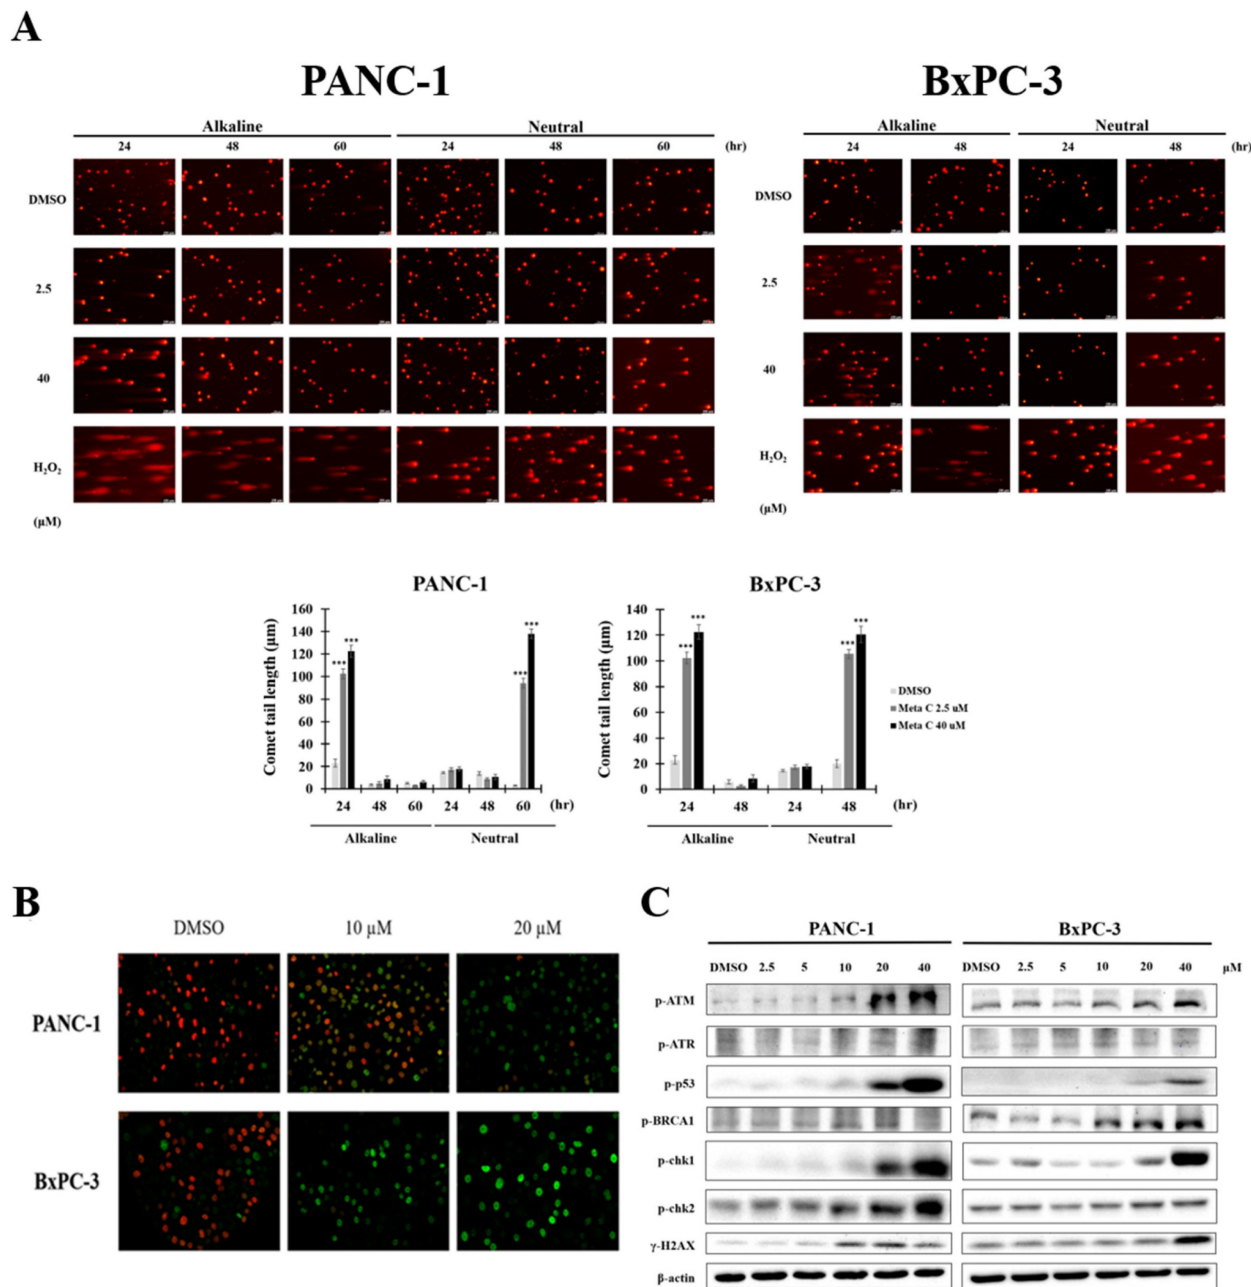 A
PANC-1
BxPC-3
Alkaline Neutral
24 48 60 24 48 60 (hr)
Alkaline Neutral
24 48 24 48 (hr)
DMSO
2.5
40
H₂O₂
(μM)
DMSO
2.5
40
H₂O₂
(μM)
PANC-1
Comet tail length (μm)
160
140
120
100
80
60
40
20
0
*** *** *** ***
24 48 60 24 48 60 (hr)
Alkaline Neutral
BxPC-3
Comet tail length (μm)
140
120
100
80
60
40
20
0
*** *** *** ***
24 48 24 48 (hr)
Alkaline Neutral
DMSO
Meta C 2.5 uM
Meta C 40 uM
B
DMSO 10 μM 20 μM
PANC-1
BxPC-3
C
PANC-1 BxPC-3
DMSO 2.5 5 10 20 40 DMSO 2.5 5 10 20 40 μM
p-ATM
p-ATR
p-p53
p-BRCA1
p-chk1
p-chk2
γ-H2AX
β-actin